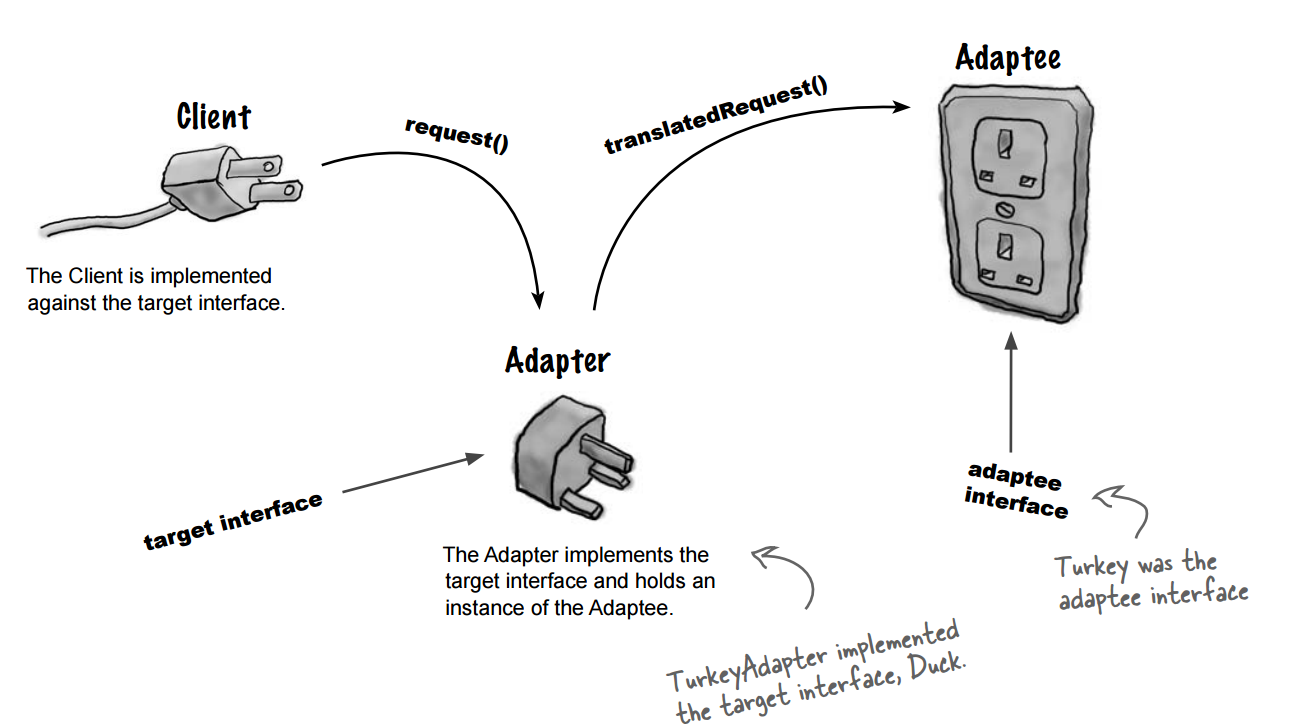 Client
request()
translatedRequest()
Adaptee
The Client is implemented
against the target interface.
Adapter
target interface
The Adapter implements the
target interface and holds an
instance of the Adaptee.
adaptee
interface
Turkey was the
adaptee interface
TurkeyAdapter implemented
the target interface, Duck.